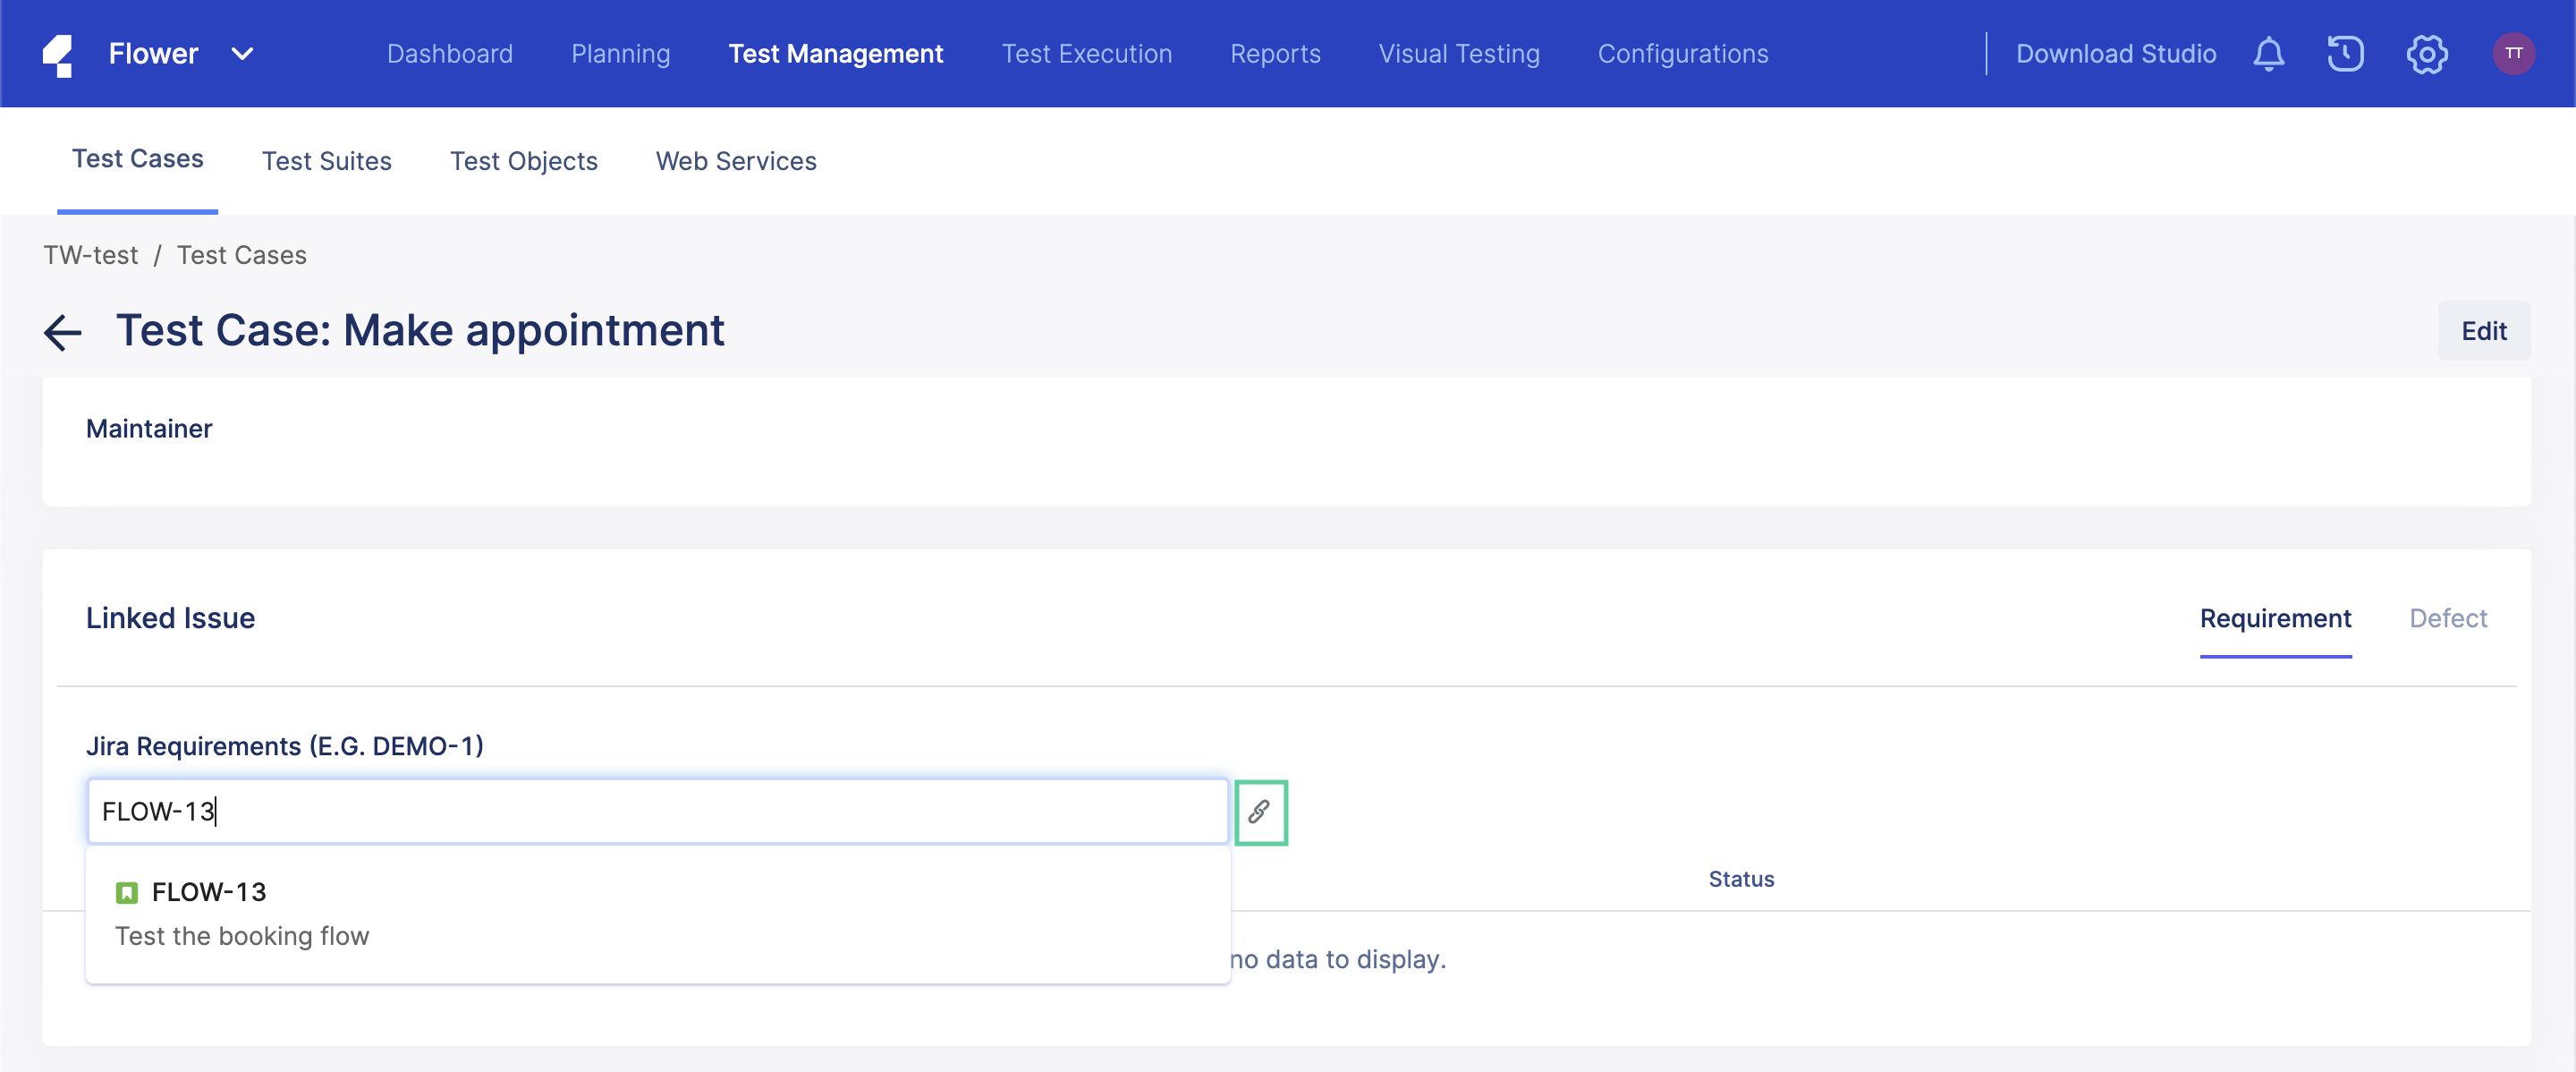 Flower
Dashboard
Planning
Test Management
Test Execution
Reports
Visual Testing
Configurations
Download Studio
TT
Test Cases
Test Suites
Test Objects
Web Services
TW-test / Test Cases
Test Case: Make appointment
Edit
Maintainer
Linked Issue
Requirement
Defect
Jira Requirements (E.G. DEMO-1)
FLOW-13
FLOW-13
Test the booking flow
Status
no data to display.